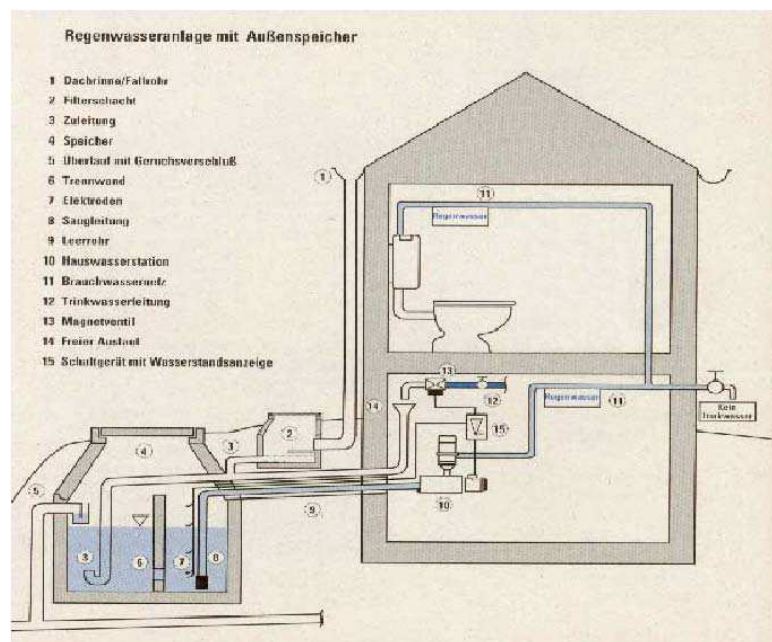 Regenwasseranlage mit Außenspeicher
1 Dachrinne/Fallrohr
2 Filterschacht
3 Zuleitung
4 Speicher
5 Überlauf mit Geruchsverschluß
6 Trennwand
7 Elektroden
8 Saugleitung
9 Leerrohr
10 Hauswasserstation
11 Brauchwassernetz
12 Trinkwasserleitung
13 Magnetventil
14 Freier Auslauf
15 Schaltgerät mit Wasserstandsanzeige
1
11
Regenwasser
13
12
14
Regenwasser
11
Kein
Trinkwasser
2
15
3
4
5
9
10
3
6
7
8